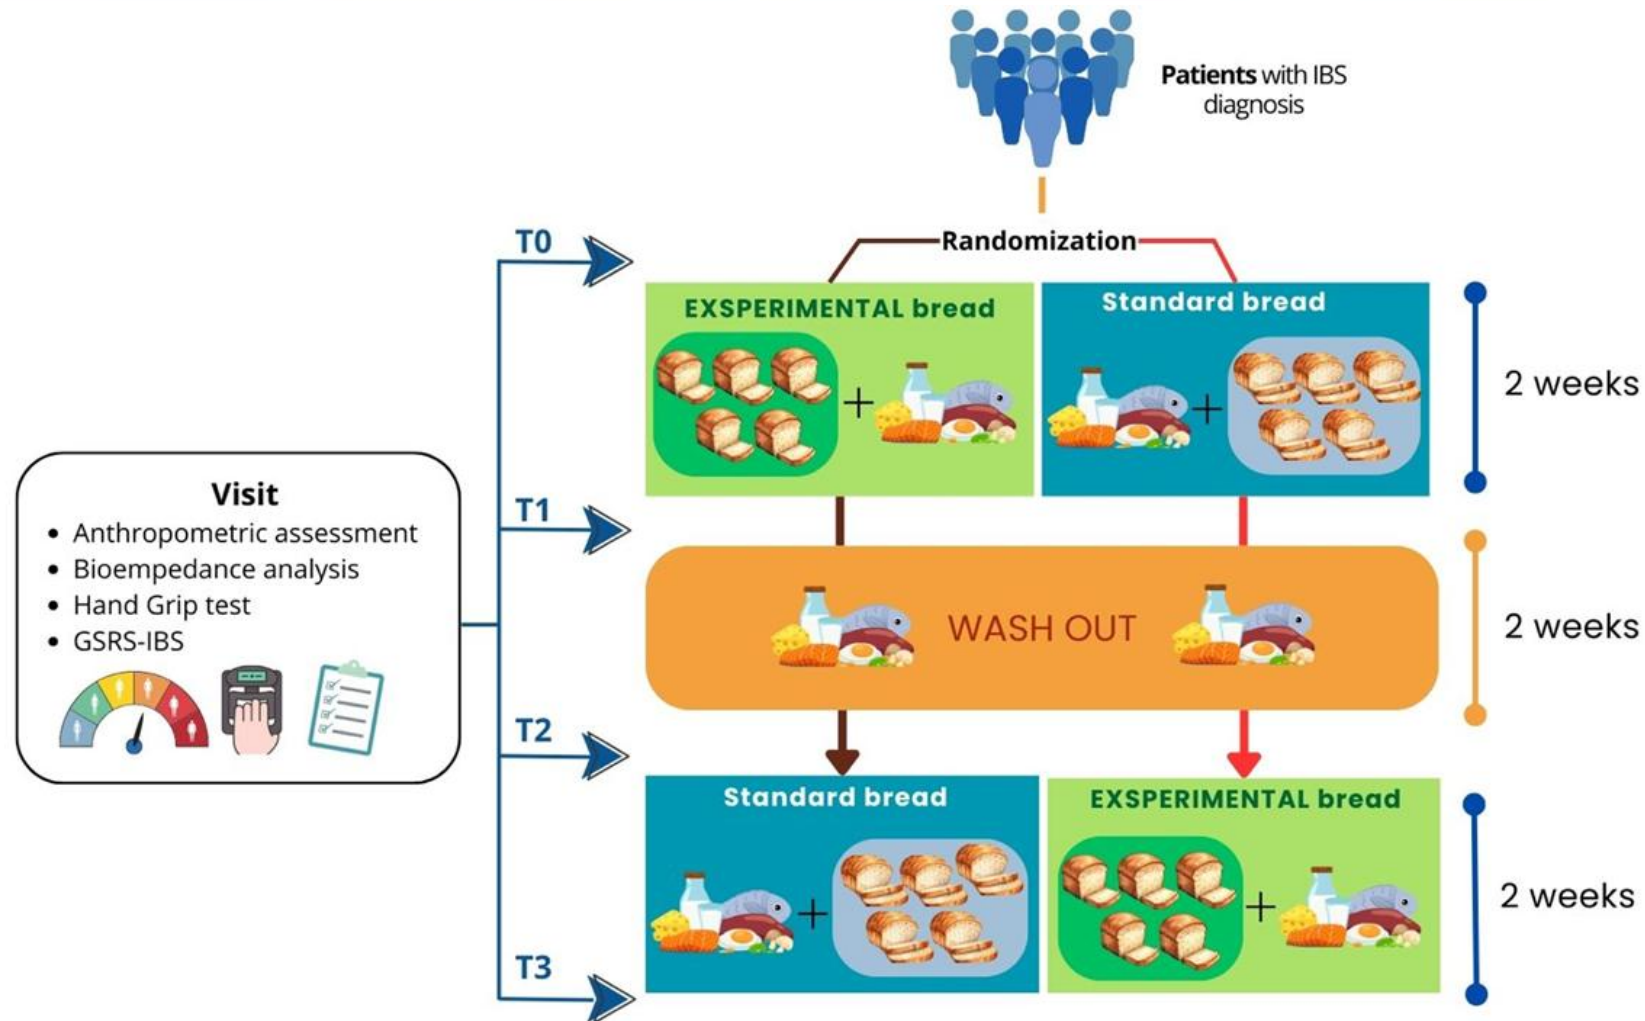 Patients with IBS
diagnosis
Randomization
T0
EXSPERIMENTAL bread
Standard bread
2 weeks
Visit
• Anthropometric assessment
• Bioempedance analysis
• Hand Grip test
• GSRS-IBS
T1
WASH OUT
2 weeks
T2
Standard bread
EXSPERIMENTAL bread
2 weeks
T3